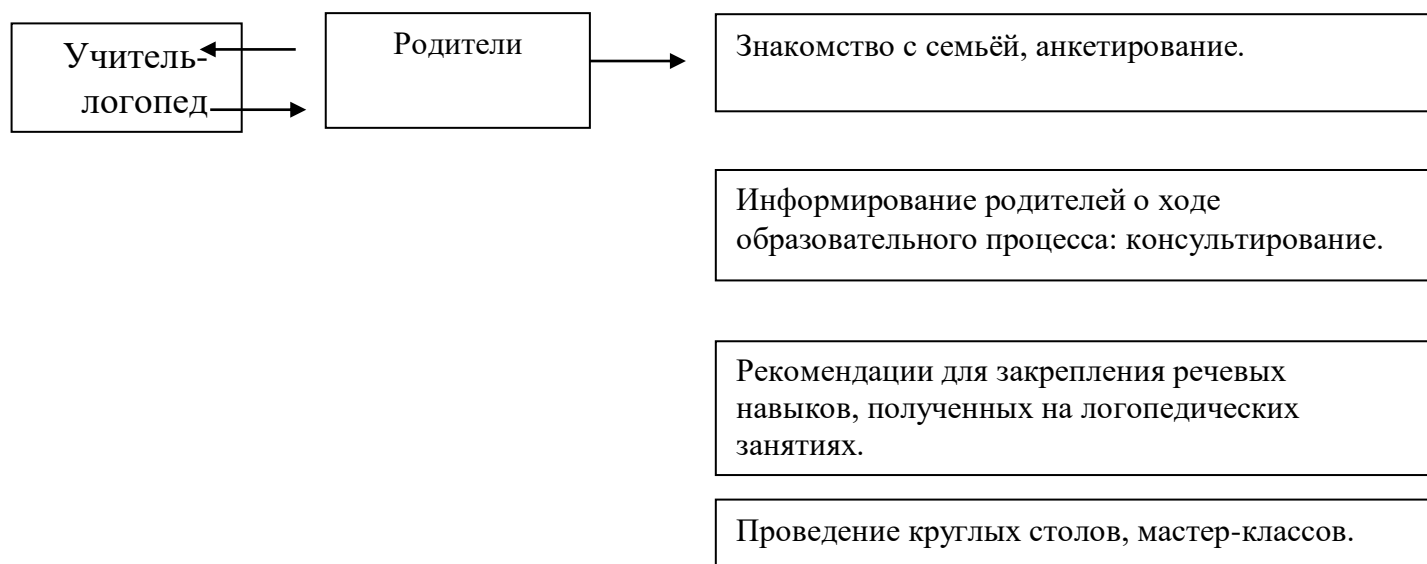 Учитель-
логопед
Родители
Знакомство с семьёй, анкетирование.
Информирование родителей о ходе
образовательного процесса: консультирование.
Рекомендации для закрепления речевых
навыков, полученных на логопедических
занятиях.
Проведение круглых столов, мастер-классов.